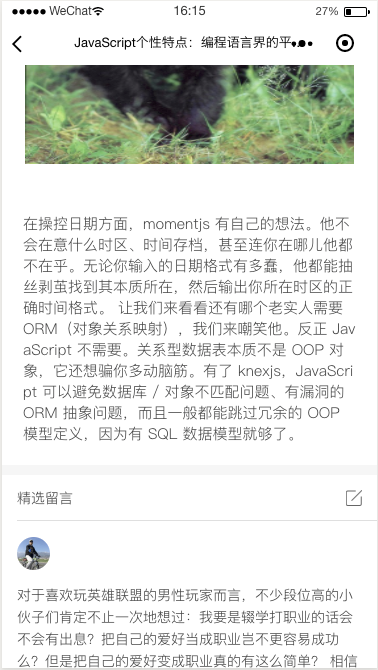 WeChat
16:15
27%
JavaScript个性特点：编程语言界的平
在操控日期方面，momentjs 有自己的想法。他不
会在意什么时区、时间存档，甚至连你在哪儿他都
不在乎。无论你输入的日期格式有多蠢，他都能抽
丝剥茧找到其本质所在，然后输出你所在时区的正
确时间格式。 让我们来看看还有哪个老实人需要
ORM（对象关系映射），我们来嘲笑他。反正 Jav
aScript 不需要。关系型数据表本质不是 OOP 对
象，它还想骗你多动脑筋。有了 knexjs，JavaScri
pt 可以避免数据库 / 对象不匹配问题、有漏洞的
ORM 抽象问题，而且一般都能跳过冗余的 OOP
模型定义，因为有 SQL 数据模型就够了。
精选留言
对于喜欢玩英雄联盟的男性玩家而言，不少段位高的小
伙子们肯定不止一次地想过：我要是辍学打职业的话会
不会有出息？把自己的爱好当成职业岂不更容易成功
么？但是把自己的爱好变成职业真的有这么简单？ 相信